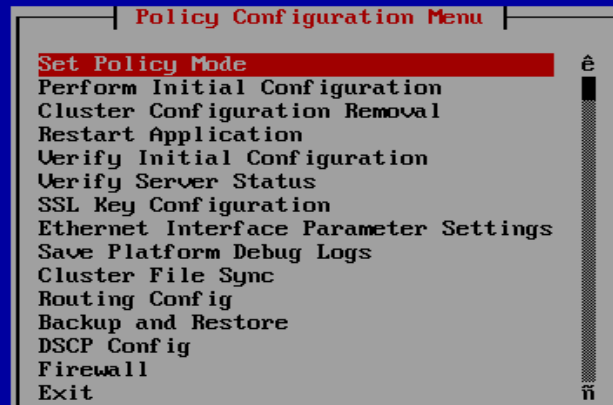 Policy Configuration Menu
Set Policy Mode ê
Perform Initial Configuration
Cluster Configuration Removal
Restart Application
Verify Initial Configuration
Verify Server Status
SSL Key Configuration
Ethernet Interface Parameter Settings
Save Platform Debug Logs
Cluster File Sync
Routing Config
Backup and Restore
DSCP Config
Firewall
Exit ñ